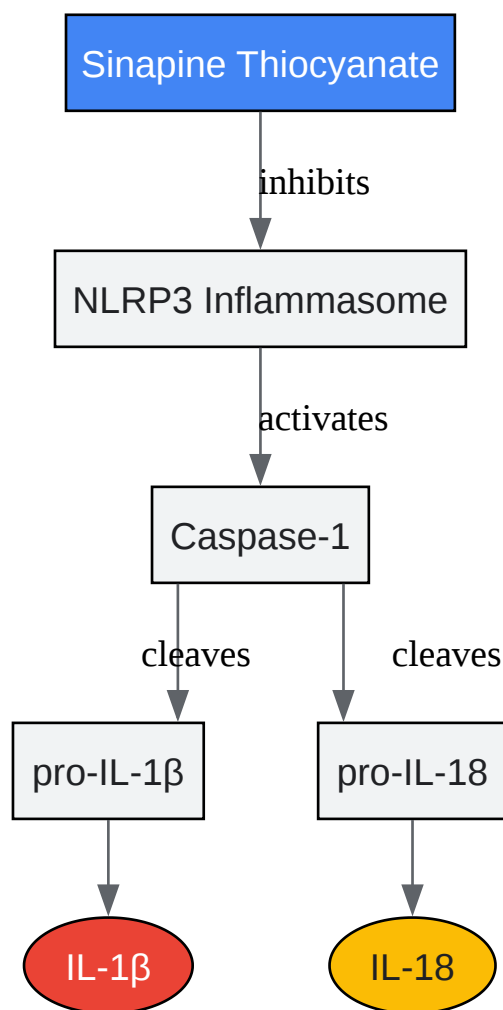 Sinapine Thiocyanate
inhibits
NLRP3 Inflammasome
activates
Caspase-1
cleaves
cleaves
pro-IL-1β
pro-IL-18
IL-1β
IL-18